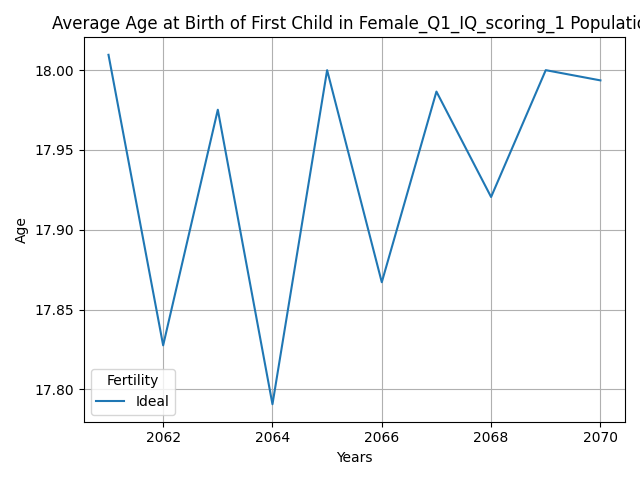 Average Age at Birth of First Child in Female_Q1_IQ_scoring_1 Populatio
18.00
17.95
17.90
17.85
17.80
Age
Fertility
Ideal
2062 2064 2066 2068 2070
Years